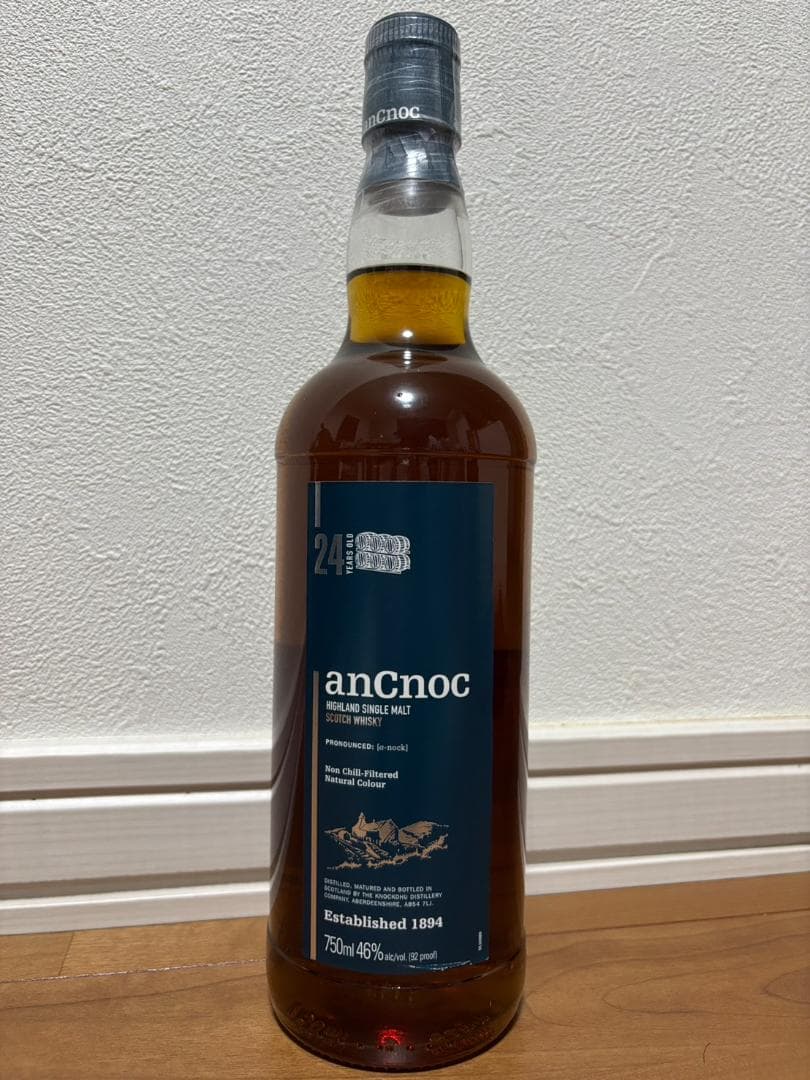 anCnoc
24
YEARS OLD
anCnoc
HIGHLAND SINGLE MALT
SCOTCH WHISKY
PRONOUNCED: [a-nock]
Non Chill-Filtered
Natural Colour
DISTILLED, MATURED AND BOTTLED IN
SCOTLAND BY THE KNOCKDHU DISTILLERY
COMPANY, ABERDEENSHIRE, AB54 7LJ.
Established 1894
750ml 46% alc/vol. (92 proof)